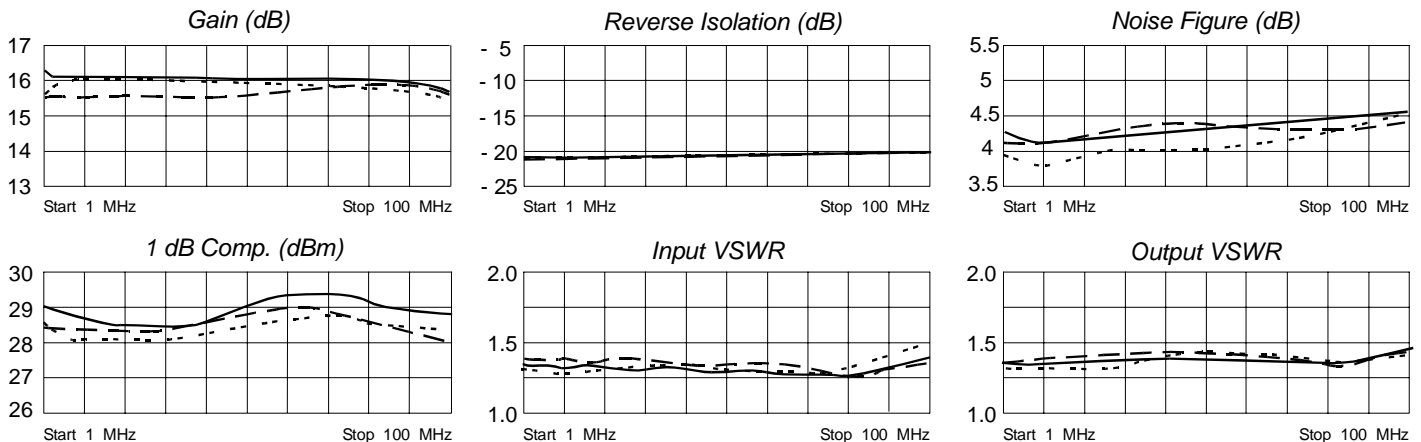 Gain (dB)
17
16
15
14
13
Start 1 MHz
Stop 100 MHz
Reverse Isolation (dB)
- 5
- 10
- 15
- 20
- 25
Start 1 MHz
Stop 100 MHz
Noise Figure (dB)
5.5
5
4.5
4
3.5
Start 1 MHz
Stop 100 MHz
1 dB Comp. (dBm)
30
29
28
27
26
Start 1 MHz
Stop 100 MHz
Input VSWR
2.0
1.5
1.0
Start 1 MHz
Stop 100 MHz
Output VSWR
2.0
1.5
1.0
Start 1 MHz
Stop 100 MHz